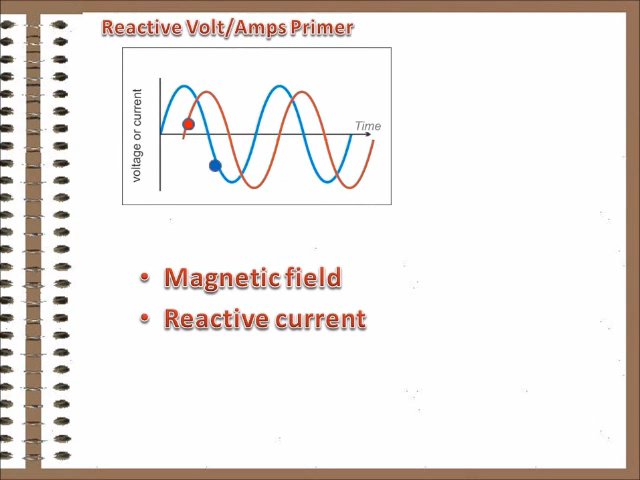 Reactive Volt/Amps Primer
voltage or current
Time
• Magnetic field
• Reactive current